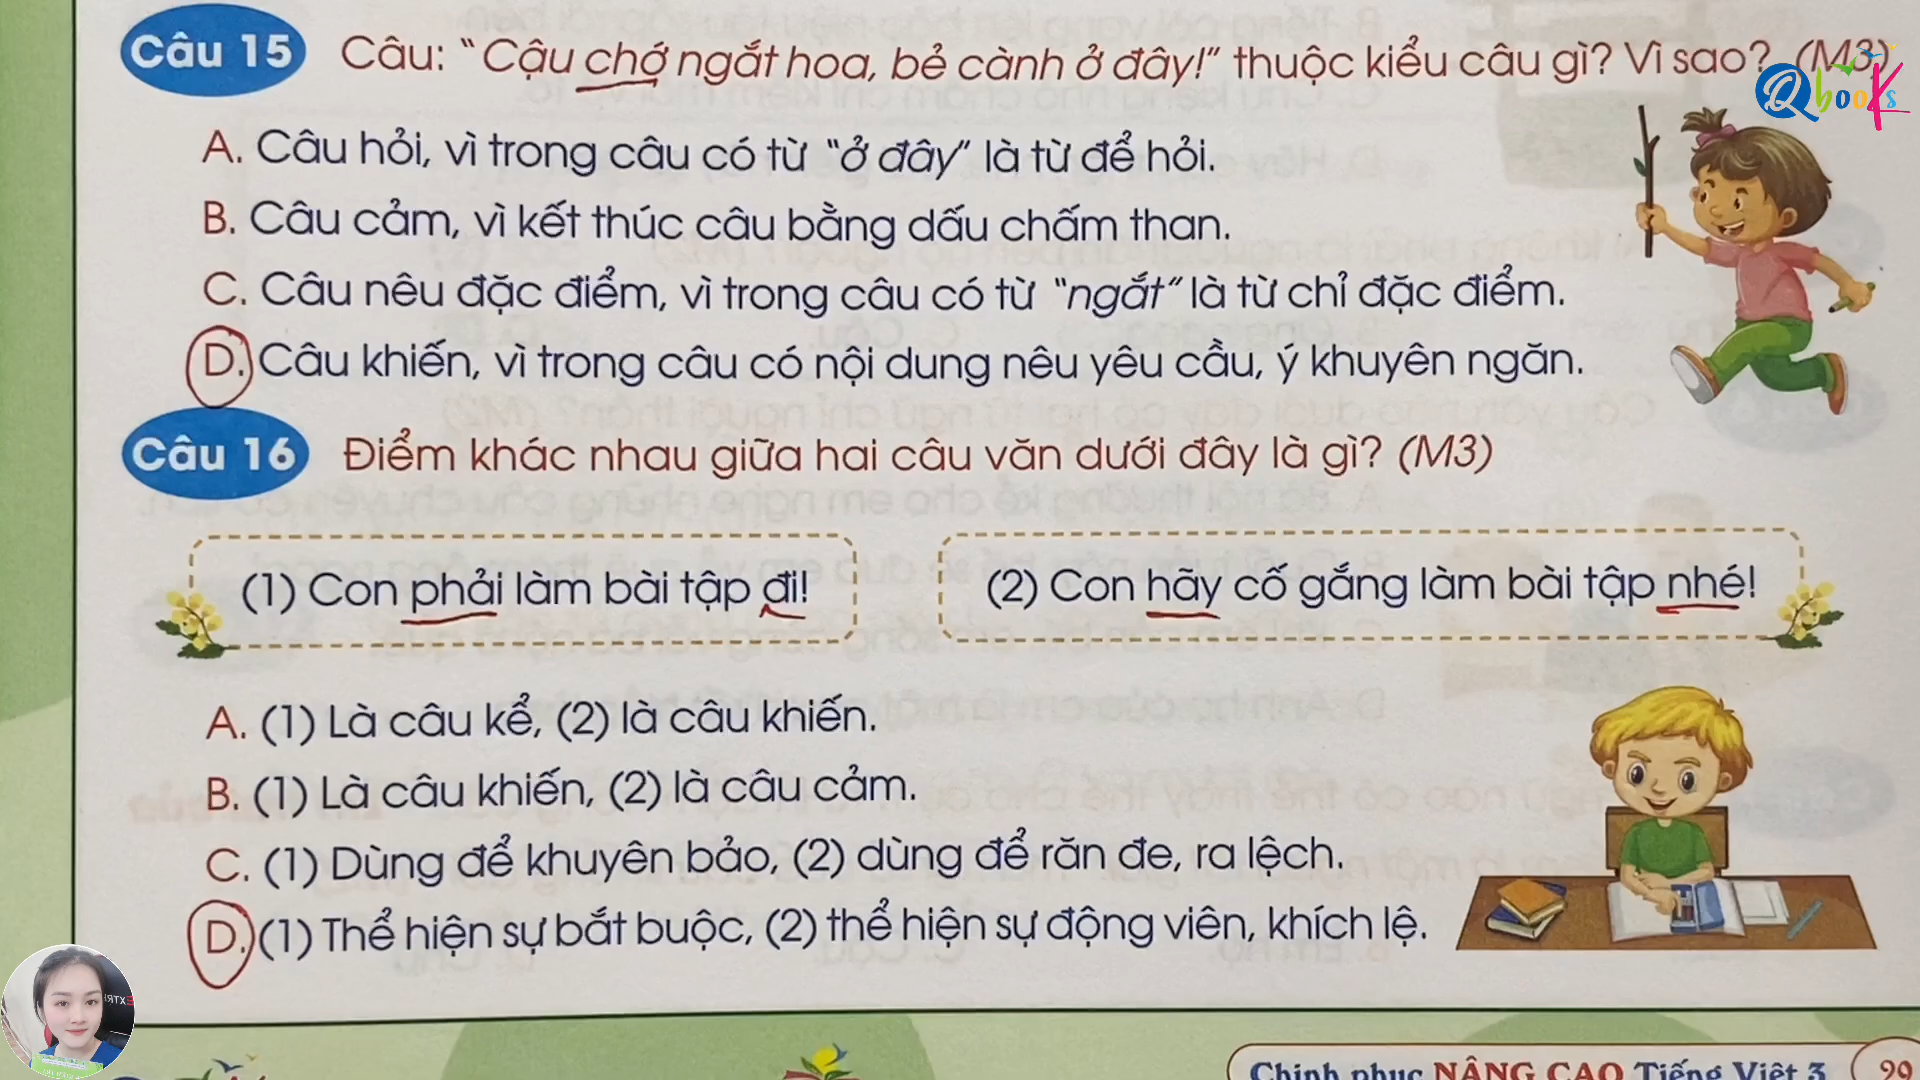 Câu 15 Câu: “Cậu chớ ngắt hoa, bẻ cành ở đây!” thuộc kiểu câu gì? Vì sao? (M3)
Qbooks
A. Câu hỏi, vì trong câu có từ “ở đây” là từ để hỏi.
B. Câu cảm, vì kết thúc câu bằng dấu chấm than.
C. Câu nêu đặc điểm, vì trong câu có từ “ngắt” là từ chỉ đặc điểm.
D. Câu khiến, vì trong câu có nội dung nêu yêu cầu, ý khuyên ngăn.
Câu 16 Điểm khác nhau giữa hai câu văn dưới đây là gì? (M3)
(1) Con phải làm bài tập đi!
(2) Con hãy cố gắng làm bài tập nhé!
A. (1) Là câu kể, (2) là câu khiến.
B. (1) Là câu khiến, (2) là câu cảm.
C. (1) Dùng để khuyên bảo, (2) dùng để răn đe, ra lệch.
D. (1) Thể hiện sự bắt buộc, (2) thể hiện sự động viên, khích lệ.
Chinh phục NÂNG CAO Tiếng Việt 3 29